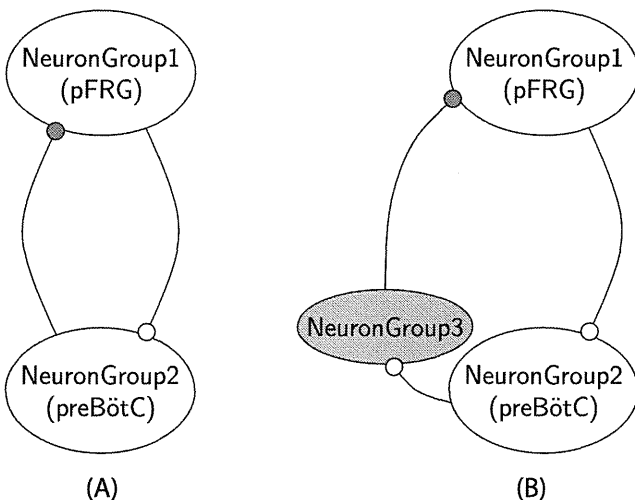 NeuronGroup1
(pFRG)
NeuronGroup2
(preBötC)
(A)
NeuronGroup1
(pFRG)
NeuronGroup3
NeuronGroup2
(preBötC)
(B)